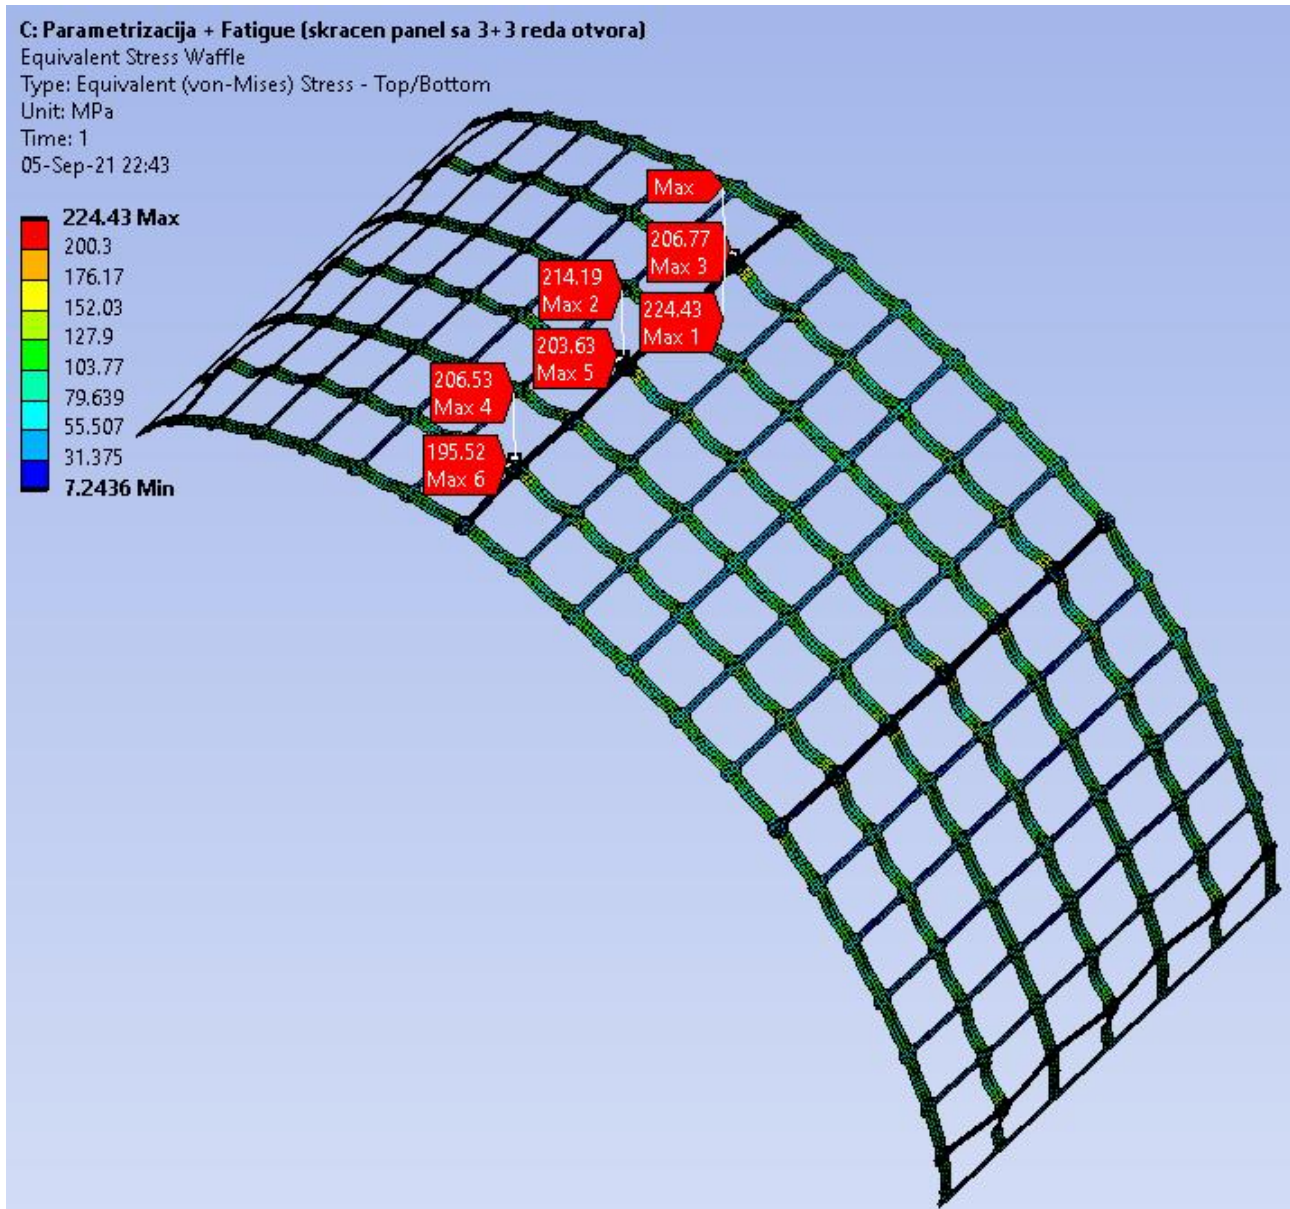 C: Parametrizacija + Fatigue (skracen panel sa 3+3 reda otvora)
Equivalent Stress Waffle
Type: Equivalent (von-Mises) Stress - Top/Bottom
Unit: MPa
Time: 1
05-Sep-21 22:43
224.43 Max
200.3
176.17
152.03
127.9
103.77
79.639
55.507
31.375
7.2436 Min
Max
206.77
Max 3
214.19
Max 2
224.43
Max 1
203.63
Max 5
206.53
Max 4
195.52
Max 6